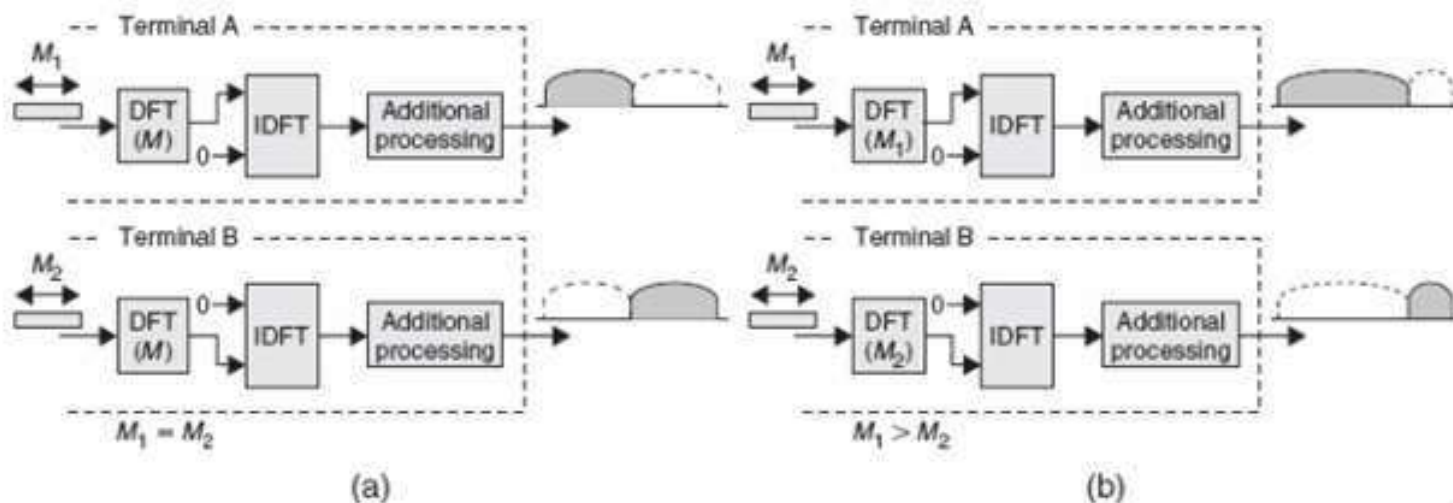 Terminal A
M₁
DFT
(M)
0
IDFT
Additional
processing
Terminal B
M₂
DFT
(M)
0
IDFT
Additional
processing
M₁ = M₂
(a)
Terminal A
M₁
DFT
(M₁)
0
IDFT
Additional
processing
Terminal B
M₂
DFT
(M₂)
0
IDFT
Additional
processing
M₁ > M₂
(b)